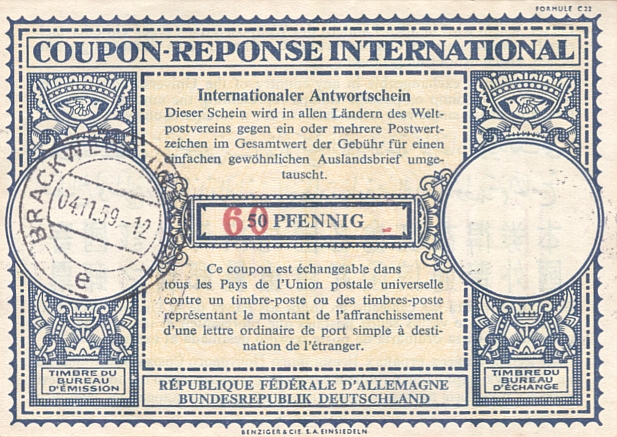 FORMULE C 22
COUPON-REPONSE INTERNATIONAL
Internationaler Antwortschein
Dieser Schein wird in allen Ländern des Welt-
postvereins gegen ein oder mehrere Postwert-
zeichen im Gesamtwert der Gebühr für einen
einfachen gewöhnlichen Auslandsbrief umge-
tauscht.
BRACKWEDE
04.11.59.-12
e
60
50 PFENNIG
Ce coupon est échangeable dans
tous les Pays de l'Union postale universelle
contre un timbre-poste ou des timbres-poste
représentant le montant de l'affranchissement
d'une lettre ordinaire de port simple à desti-
nation de l'étranger.
TIMBRE DU
BUREAU
D'ÉMISSION
TIMBRE DU
BUREAU
D'ÉCHANGE
RÉPUBLIQUE FÉDÉRALE D'ALLEMAGNE
BUNDESREPUBLIK DEUTSCHLAND
BENZIGER & CIE. S.A. EINSIEDELN